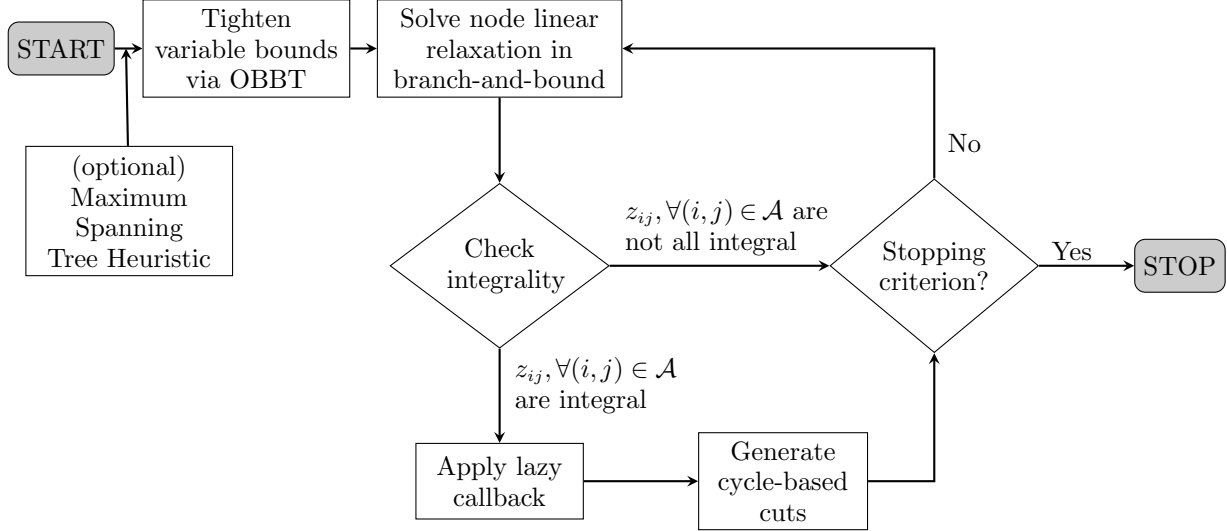 START
Tighten
variable bounds
via OBBT
Solve node linear
relaxation in
branch-and-bound
(optional)
Maximum
Spanning
Tree Heuristic
No
Check
integrality
z_{ij}, ∀(i, j) ∈ 𝒜 are
not all integral
Stopping
criterion?
Yes
STOP
z_{ij}, ∀(i, j) ∈ 𝒜
are integral
Apply lazy
callback
Generate
cycle-based
cuts